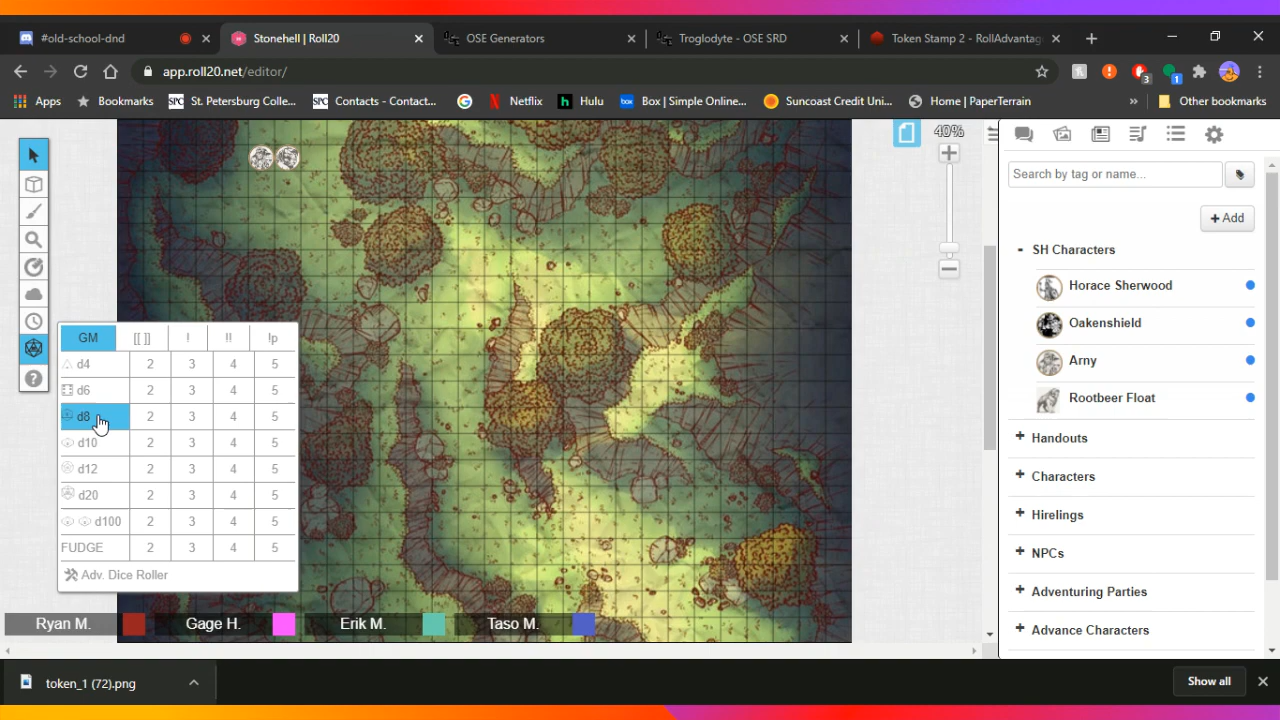 #old-school-dnd
Stonehell | Roll20
OSE Generators
Troglodyte - OSE SRD
Token Stamp 2 - RollAdvantag
app.roll20.net/editor/
3
1
Apps
Bookmarks
SPC St. Petersburg Colle...
SPC Contacts - Contact...
Netflix
h Hulu
box Box | Simple Online...
Suncoast Credit Uni...
Home | PaperTerrain
»
Other bookmarks
40%
Search by tag or name...
+ Add
- SH Characters
Horace Sherwood
Oakenshield
Arny
Rootbeer Float
+ Handouts
+ Characters
+ Hirelings
+ NPCs
+ Adventuring Parties
+ Advance Characters
GM [[ ]] ! !! !p
d4 2 3 4 5
d6 2 3 4 5
d8 2 3 4 5
d10 2 3 4 5
d12 2 3 4 5
d20 2 3 4 5
d100 2 3 4 5
FUDGE 2 3 4 5
Adv. Dice Roller
Ryan M.
Gage H.
Erik M.
Taso M.
token_1 (72).png
Show all